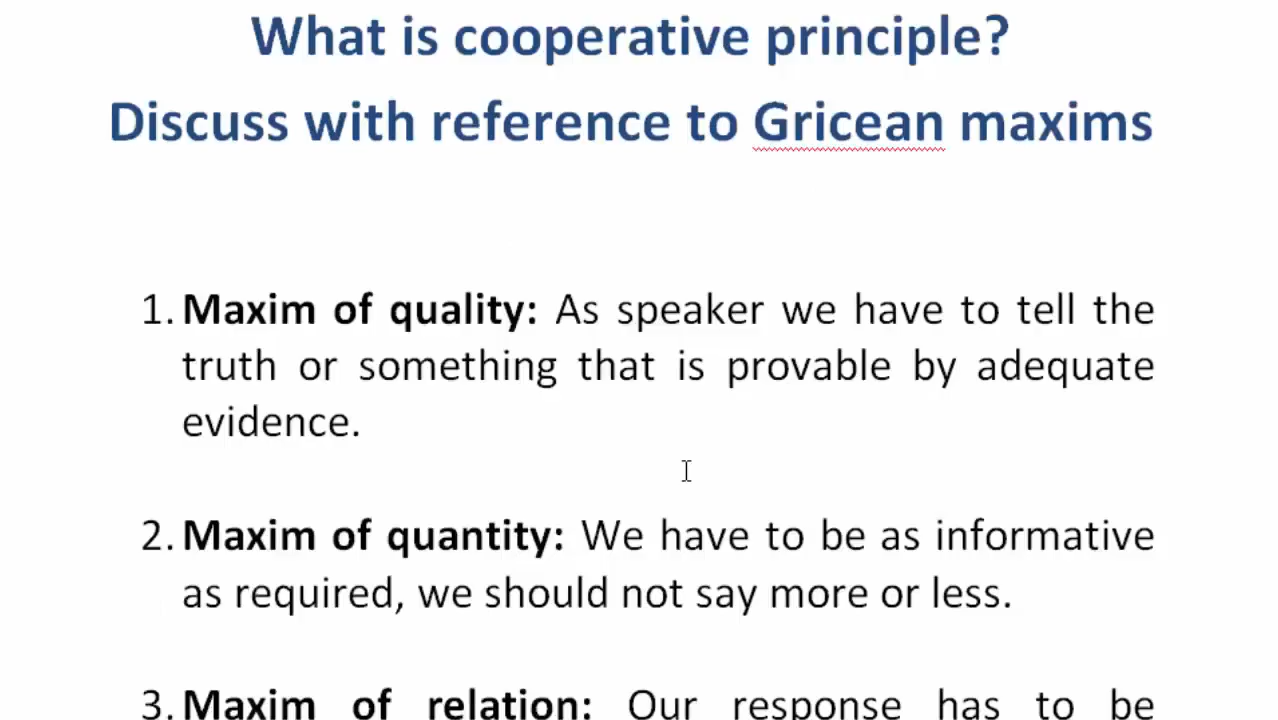 What is cooperative principle?
Discuss with reference to Gricean maxims
1. Maxim of quality: As speaker we have to tell the
truth or something that is provable by adequate
evidence.
2. Maxim of quantity: We have to be as informative
as required, we should not say more or less.
3. Maxim of relation: Our response has to be